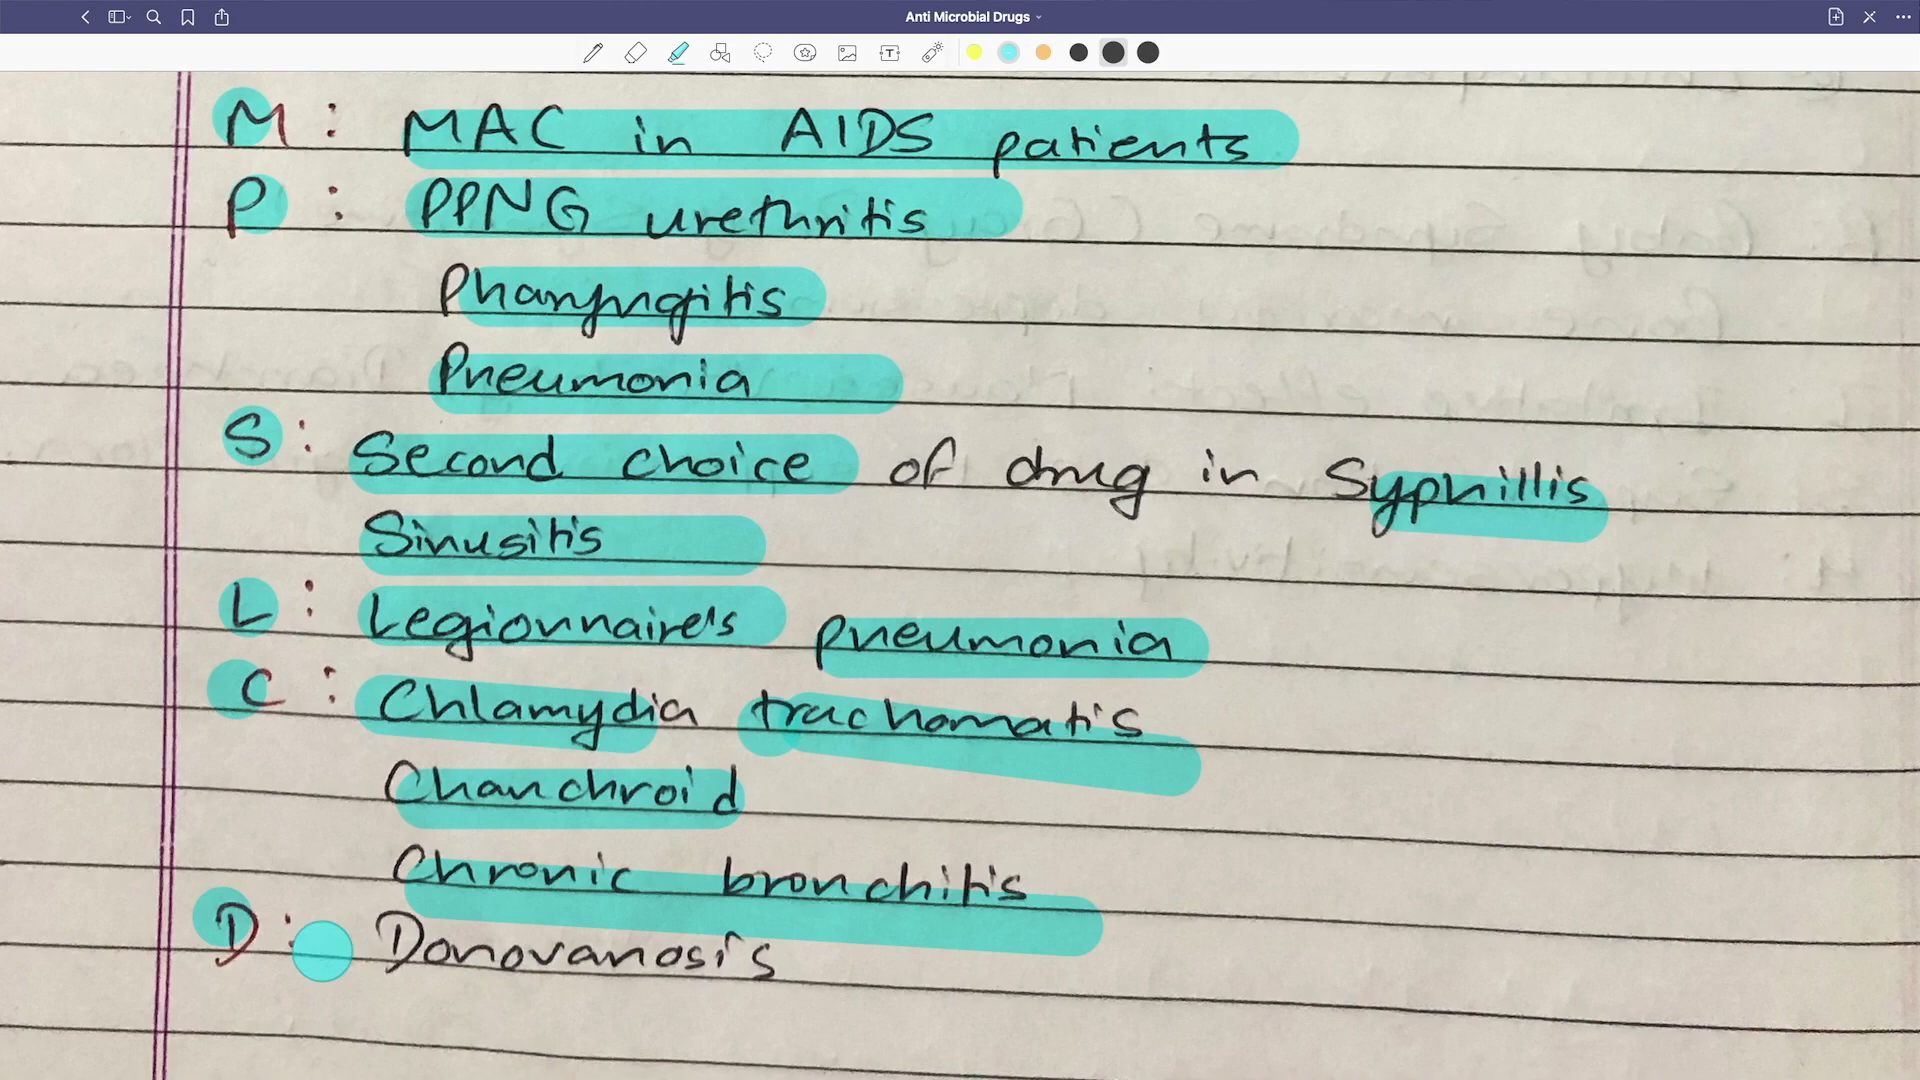 Anti Microbial Drugs
M : MAC in AIDS patients
P : PPNG urethritis
Pharyngitis
Pneumonia
S : Second choice of drug in Syphillis
Sinusitis
L : Legionnaire's pneumonia
C : Chlamydia trachomatis
Chanchroid
Chronic bronchitis
D : Donovanosis